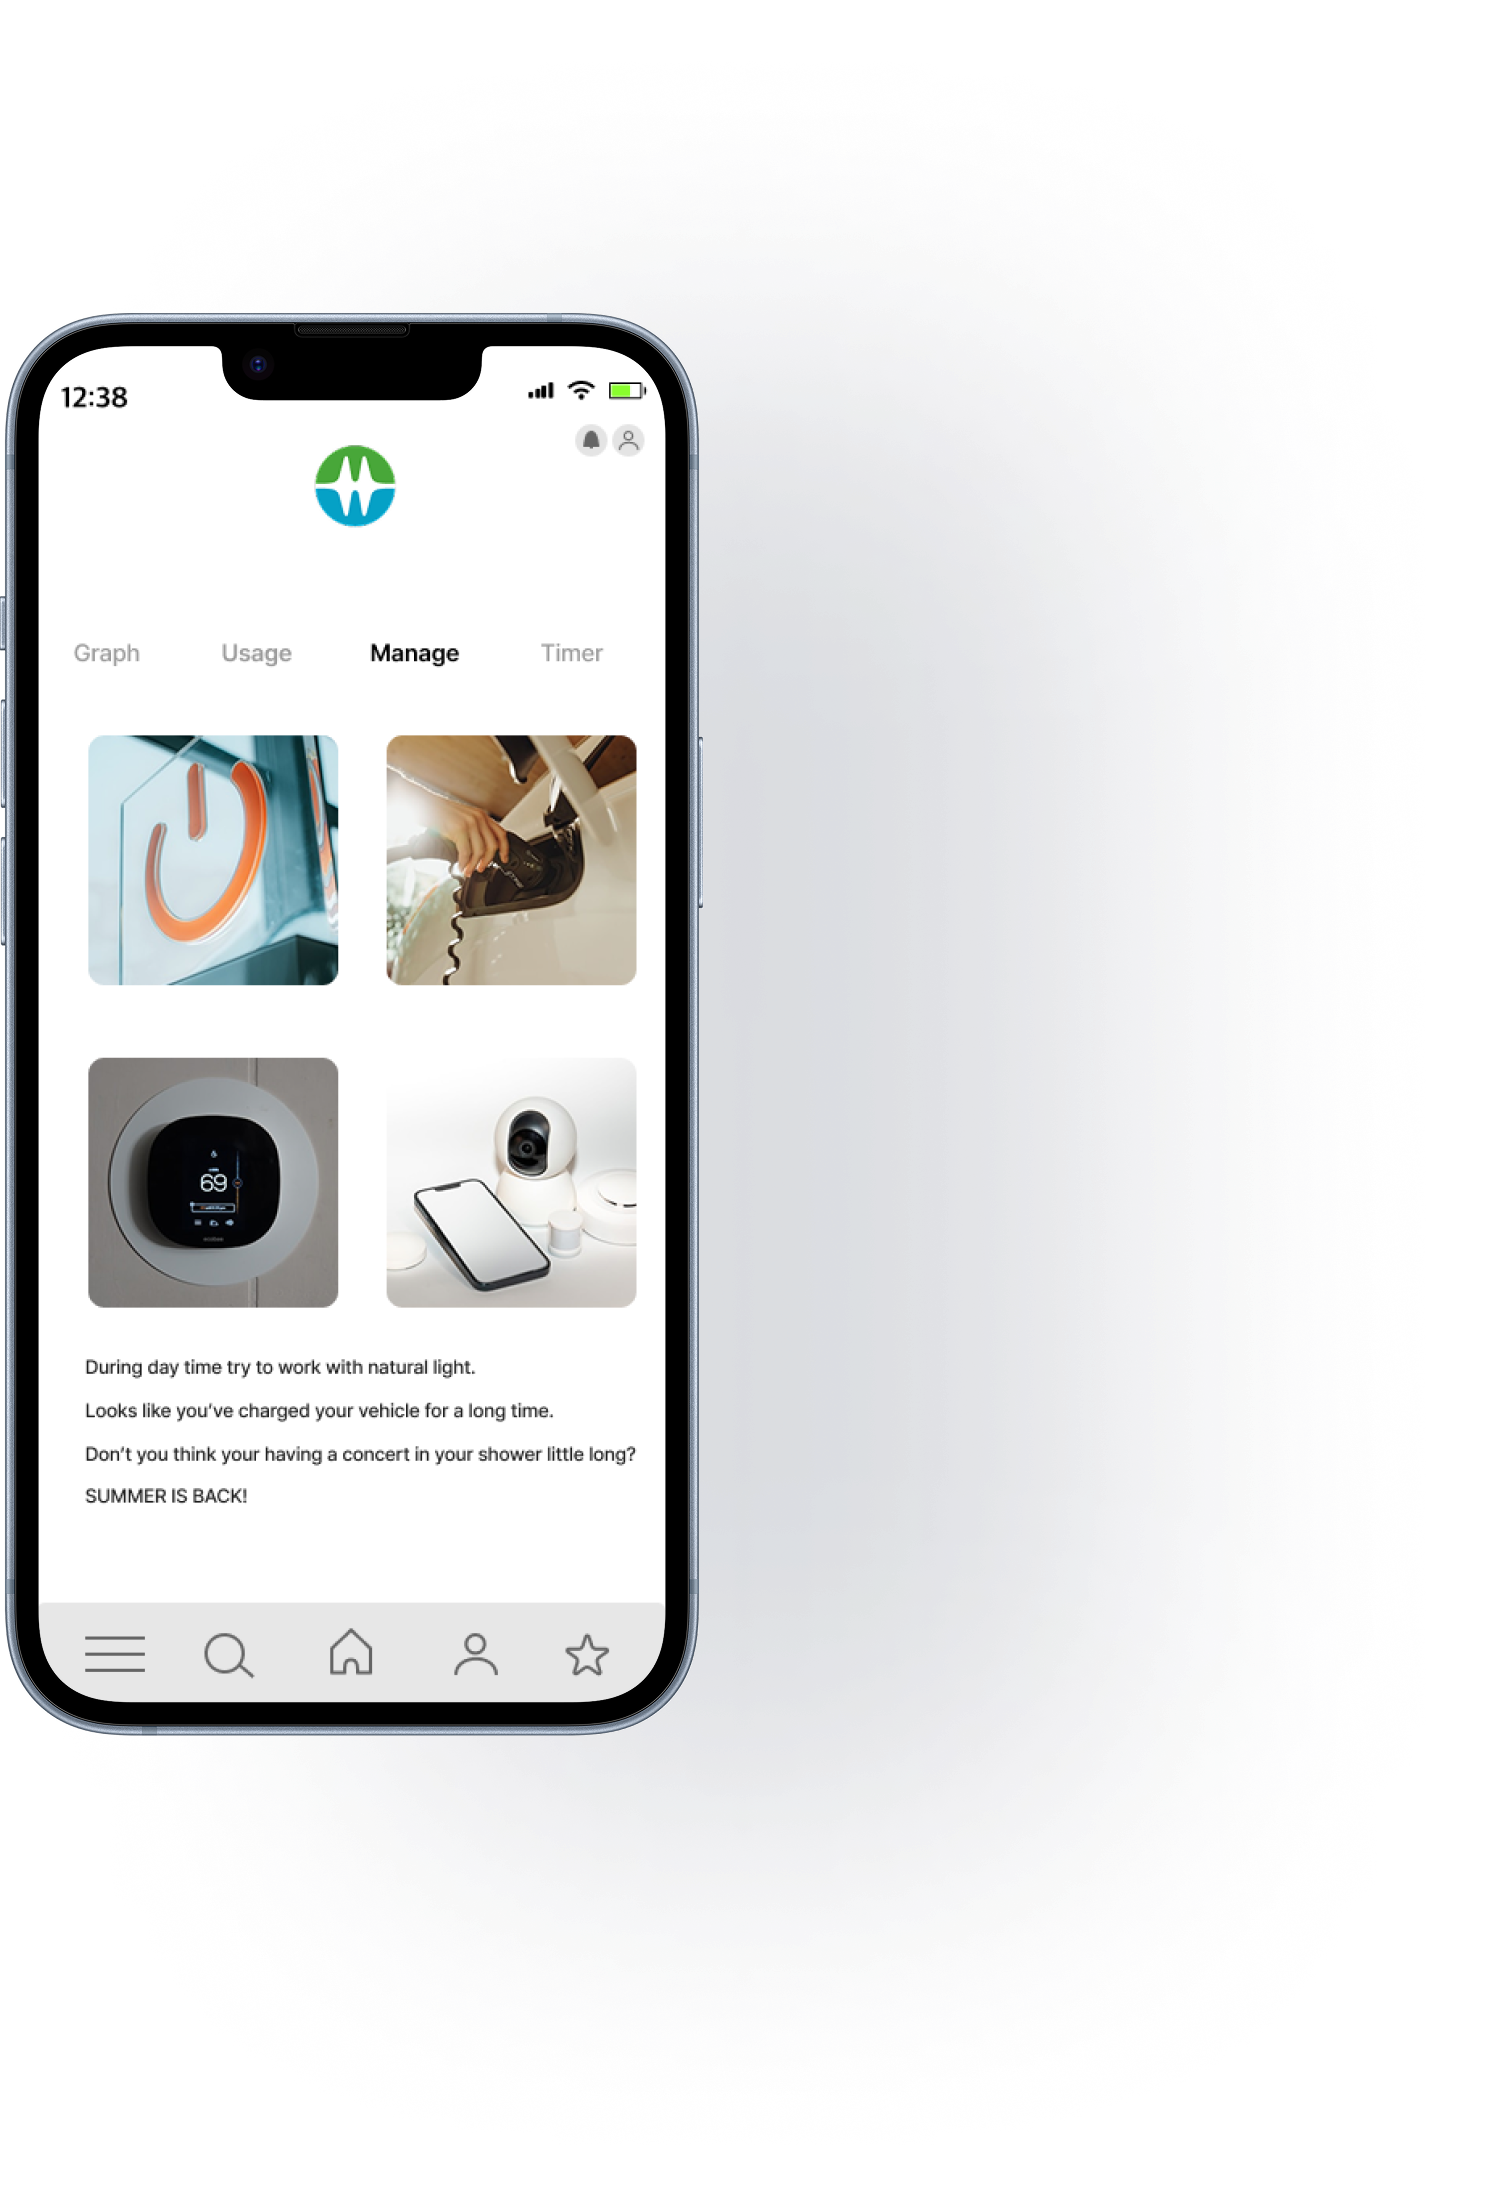 12:38
Graph Usage Manage Timer
69
During day time try to work with natural light.
Looks like you've charged your vehicle for a long time.
Don't you think your having a concert in your shower little long?
SUMMER IS BACK!